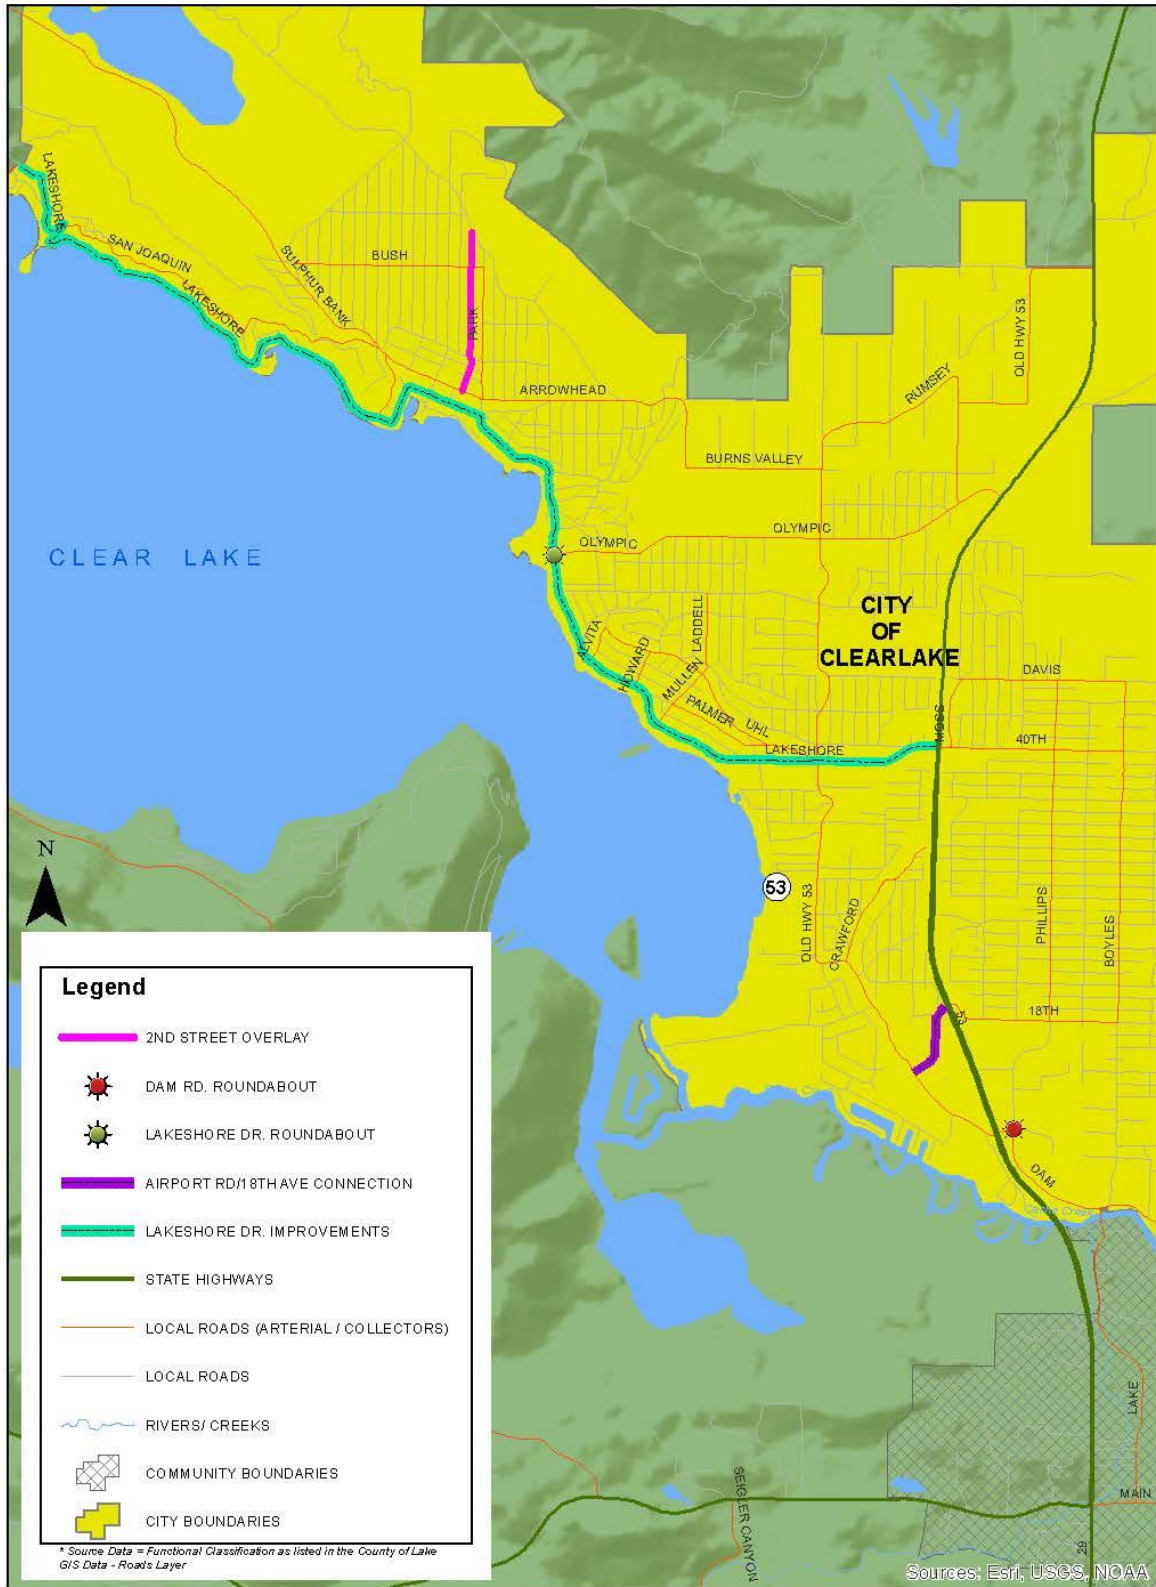 LAKESHORE
SAN JOAQUIN
LAKESHORE
SULPHUR BANK
BUSH
PARK
ARROWHEAD
OLD HWY 53
RUMSEY
BURNS VALLEY
OLYMPIC
OLYMPIC
CLEAR LAKE
CITY
OF
CLEARLAKE
ALVITA
HOWARD
MULLEN
LADDELL
PALMER
UHL
LAKESHORE
MOSS
DAVIS
40TH
N
53
OLD HWY 53
CRAWFORD
PHILLIPS
BOYLES
53
18TH
DAM
LAKE
MAIN
29
SEIGLER CANYON
Legend
2ND STREET OVERLAY
DAM RD. ROUNDABOUT
LAKESHORE DR. ROUNDABOUT
AIRPORT RD/18TH AVE CONNECTION
LAKESHORE DR. IMPROVEMENTS
STATE HIGHWAYS
LOCAL ROADS (ARTERIAL / COLLECTORS)
LOCAL ROADS
RIVERS/ CREEKS
COMMUNITY BOUNDARIES
CITY BOUNDARIES
* Source Data = Functional Classification as listed in the County of Lake
GIS Data - Roads Layer
Sources: Esri, USGS, NOAA